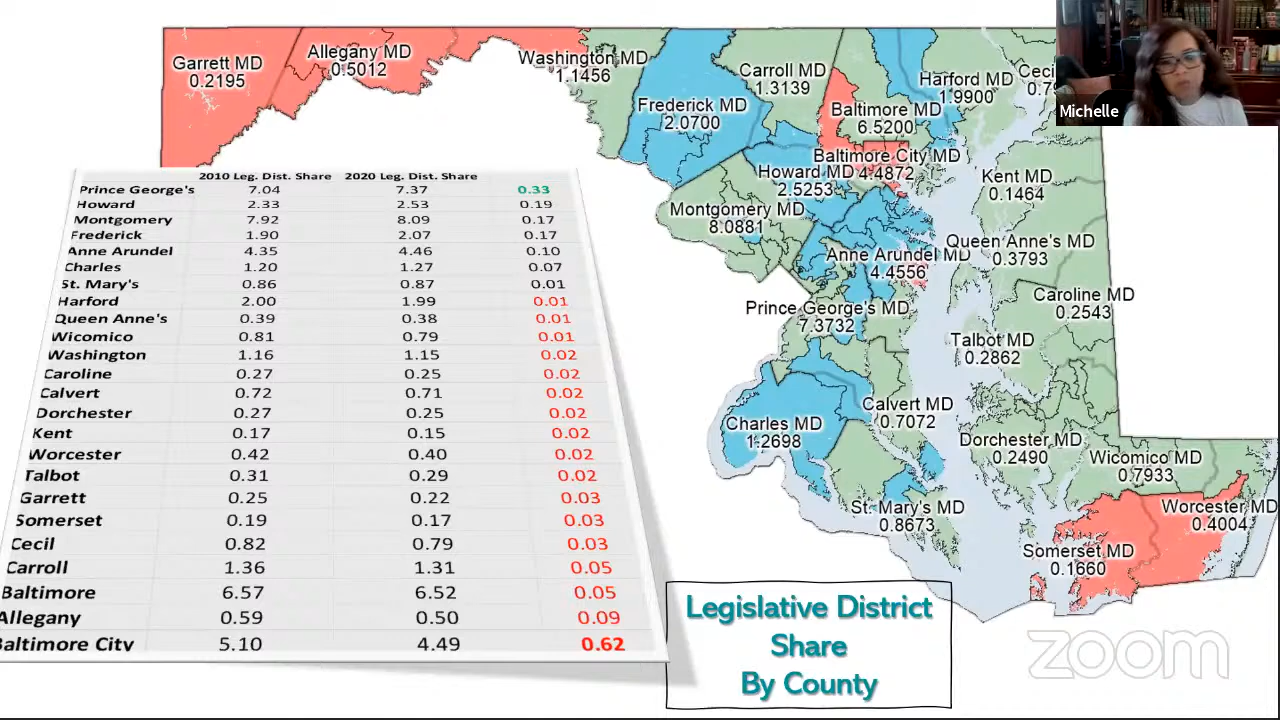 Garrett MD
0.2195
Allegany MD
0.5012
Washington MD
1.1456
Frederick MD
2.0700
Carroll MD
1.3139
Baltimore MD
6.5200
Harford MD
1.9900
Michelle
Baltimore City MD
4.4872
Howard MD
2.5253
Kent MD
0.1464
Montgomery MD
8.0881
Queen Anne's MD
0.3793
Anne Arundel MD
4.4556
Caroline MD
0.2543
Prince George's MD
7.3732
Talbot MD
0.2862
Charles MD
1.2698
Calvert MD
0.7072
Dorchester MD
0.2490
Wicomico MD
0.7933
St. Mary's MD
0.8673
Worcester MD
0.4004
Somerset MD
0.1660
2010 Leg. Dist. Share 2020 Leg. Dist. Share
Prince George's 7.04 7.37 0.33
Howard 2.33 2.53 0.19
Montgomery 7.92 8.09 0.17
Frederick 1.90 2.07 0.17
Anne Arundel 4.35 4.46 0.10
Charles 1.20 1.27 0.07
St. Mary's 0.86 0.87 0.01
Harford 2.00 1.99 0.01
Queen Anne's 0.39 0.38 0.01
Wicomico 0.81 0.79 0.01
Washington 1.16 1.15 0.02
Caroline 0.27 0.25 0.02
Calvert 0.72 0.71 0.02
Dorchester 0.27 0.25 0.02
Kent 0.17 0.15 0.02
Worcester 0.42 0.40 0.02
Talbot 0.31 0.29 0.02
Garrett 0.25 0.22 0.03
Somerset 0.19 0.17 0.03
Cecil 0.82 0.79 0.03
Carroll 1.36 1.31 0.05
Baltimore 6.57 6.52 0.05
Allegany 0.59 0.50 0.09
Baltimore City 5.10 4.49 0.62
Legislative District
Share
By County
zoom